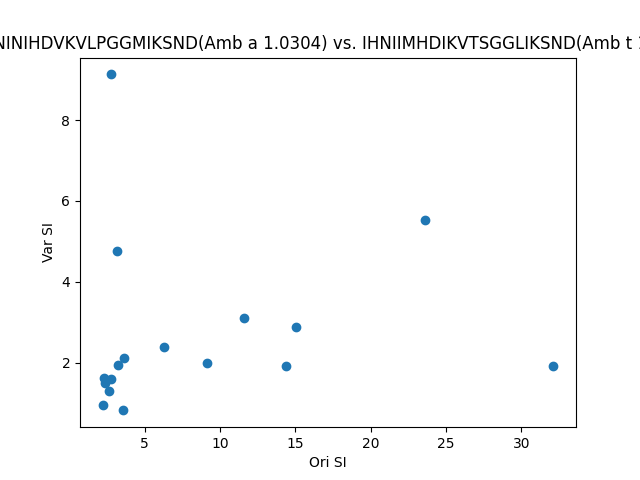 NINIHDVKVLPGGMIKSND(Amb a 1.0304) vs. IHNIIMHDIKVTSGGLIKSND(Amb t
8
6
4
2
Var SI
5 10 15 20 25 30
Ori SI